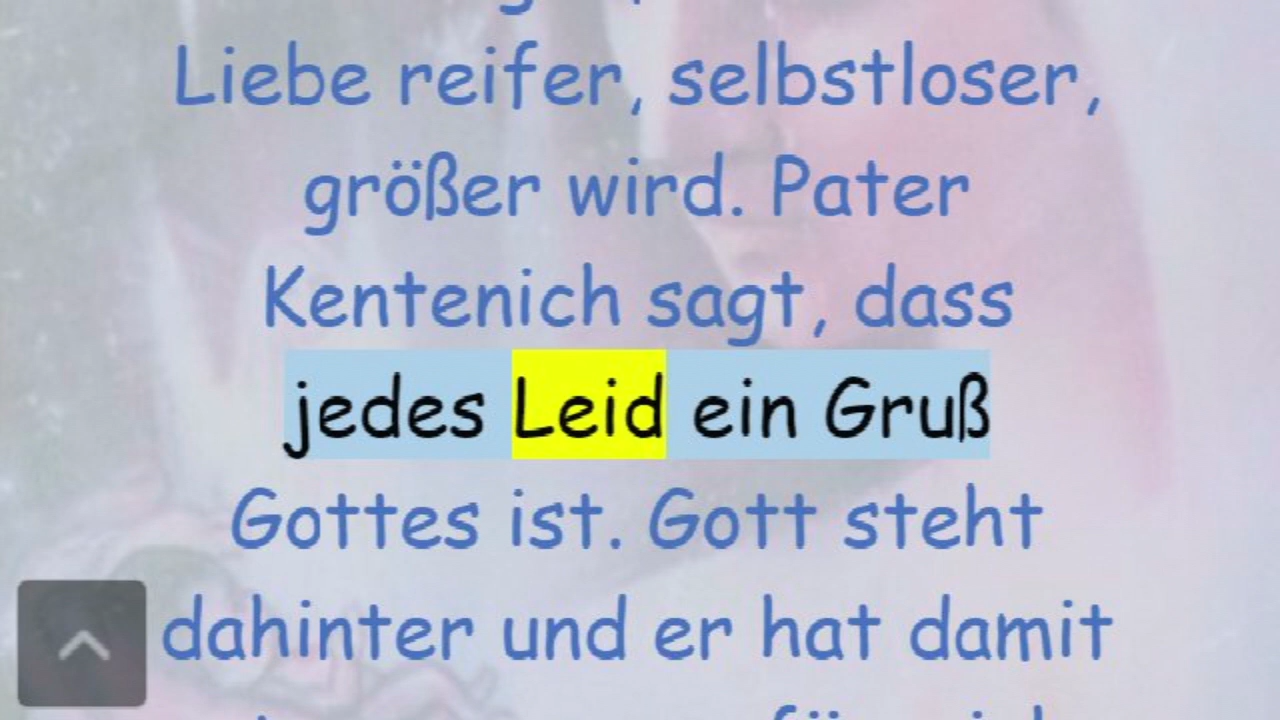 Liebe reifer, selbstloser,
größer wird. Pater
Kentenich sagt, dass
jedes Leid ein Gruß
Gottes ist. Gott steht
dahinter und er hat damit